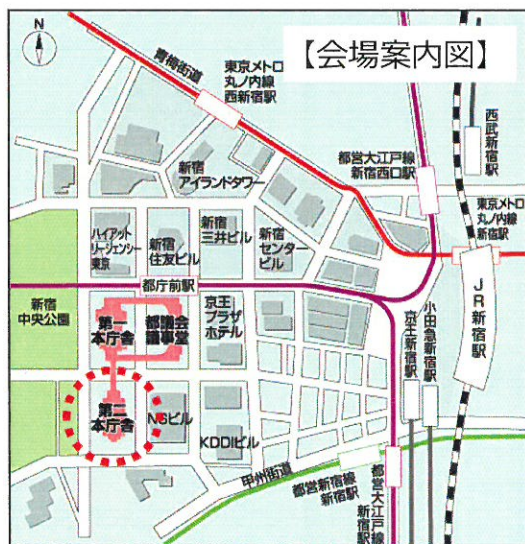 【会場案内図】
N
青梅街道
東京メトロ
丸ノ内線
西新宿駅
西武新宿駅
都営大江戸線
新宿西口駅
新宿
アイランドタワー
東京メトロ
丸ノ内線
新宿駅
ハイアット
リージェンシー
東京
新宿
住友ビル
新宿
三井ビル
新宿
センター
ビル
都庁前駅
JR新宿駅
小田急新宿駅
京王新宿駅
新宿
中央公園
第一
本庁舎
都議会
議事堂
京王
プラザ
ホテル
第二
本庁舎
NSビル
KDDIビル
甲州街道
都営新宿線
新宿駅
都営大江戸線
新宿駅